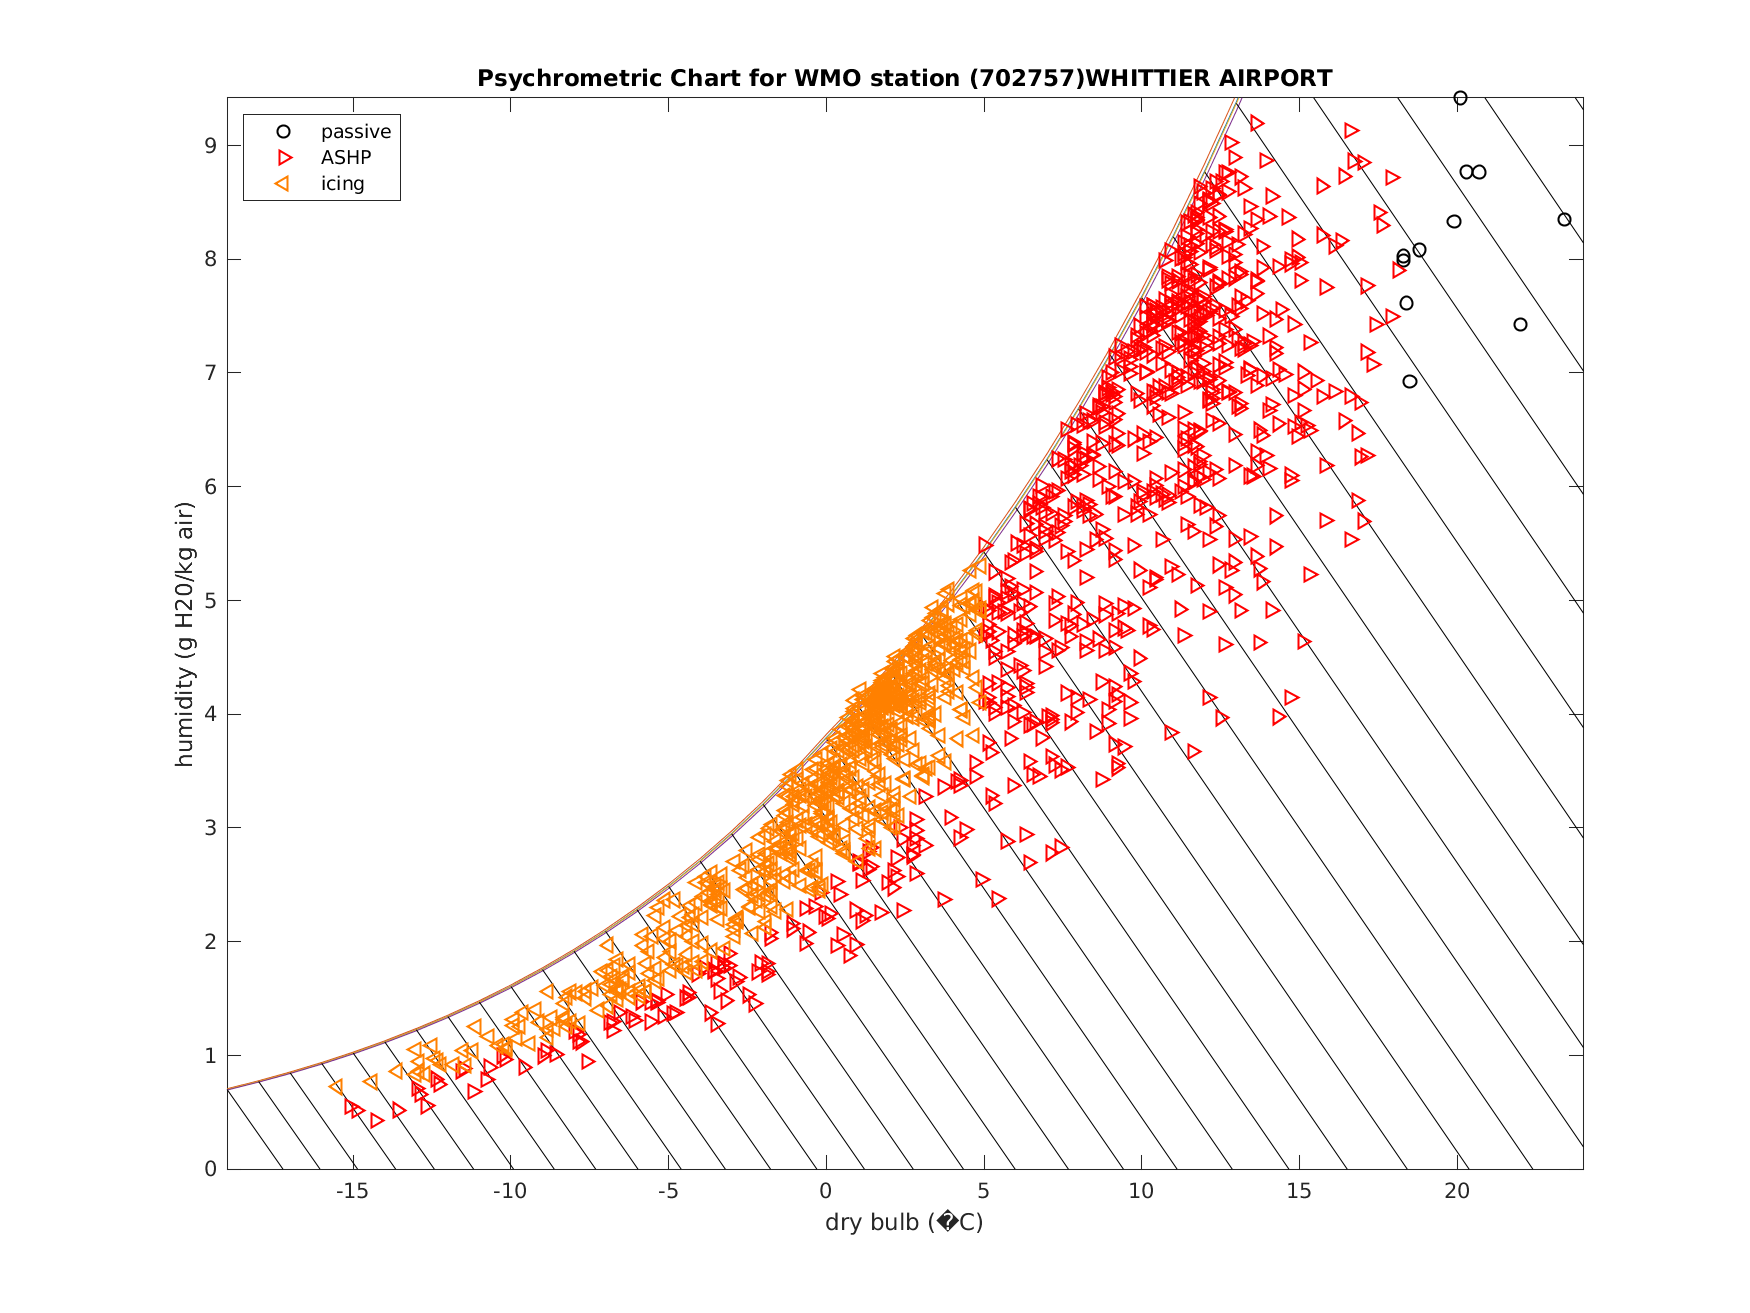 Psychrometric Chart for WMO station (702757)WHITTIER AIRPORT
passive
ASHP
icing
9
8
7
6
5
4
3
2
1
0
humidity (g H20/kg air)
-15 -10 -5 0 5 10 15 20
dry bulb (�C)